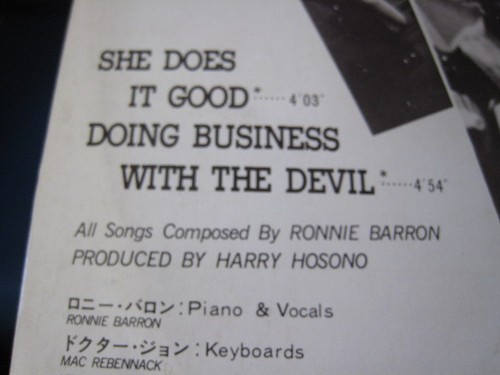 SHE DOES
IT GOOD*······4'03"
DOING BUSINESS
WITH THE DEVIL*······4'54"
All Songs Composed By RONNIE BARRON
PRODUCED BY HARRY HOSONO
ロニー・バロン:Piano & Vocals
RONNIE BARRON
ドクター・ジョン:Keyboards
MAC REBENNACK